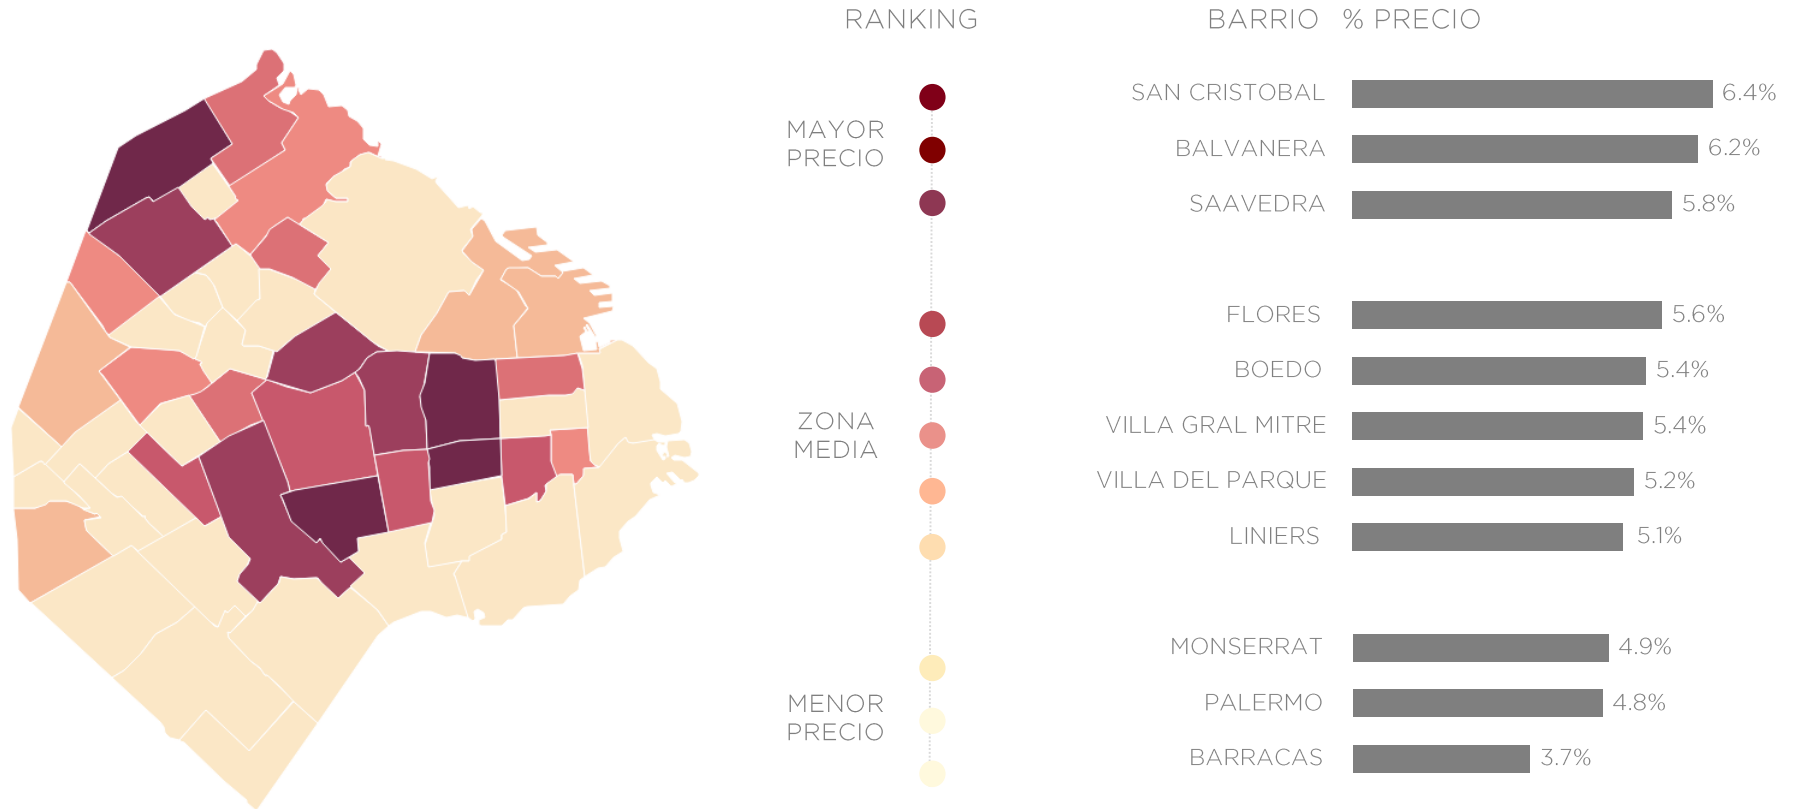 RANKING
BARRIO % PRECIO
MAYOR
PRECIO
SAN CRISTOBAL 6.4%
BALVANERA 6.2%
SAAVEDRA 5.8%
ZONA
MEDIA
FLORES 5.6%
BOEDO 5.4%
VILLA GRAL MITRE 5.4%
VILLA DEL PARQUE 5.2%
LINIERS 5.1%
MENOR
PRECIO
MONSERRAT 4.9%
PALERMO 4.8%
BARRACAS 3.7%